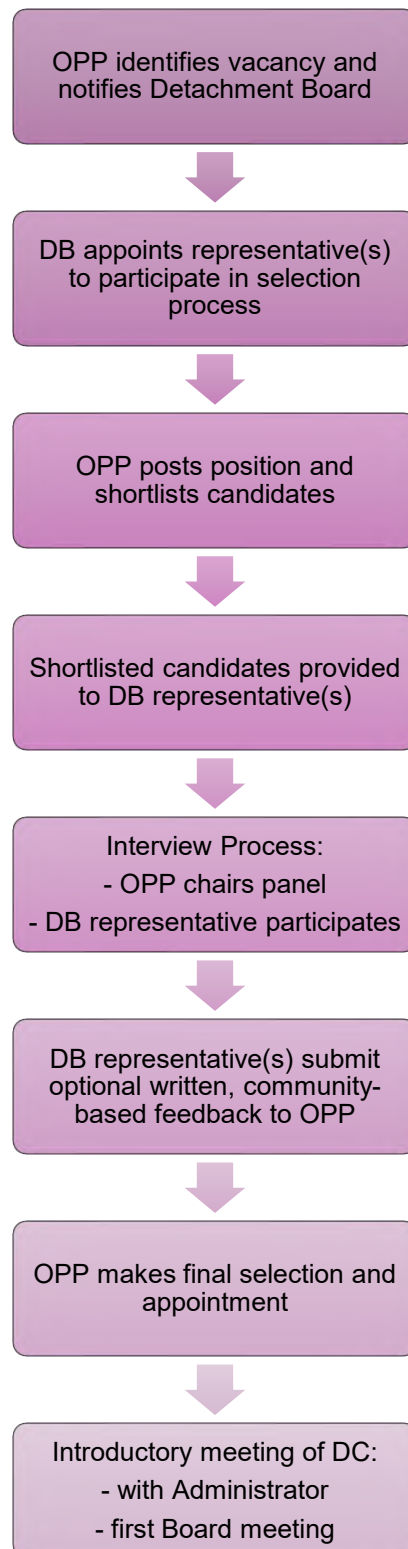 OPP identifies vacancy and
notifies Detachment Board
DB appoints representative(s)
to participate in selection
process
OPP posts position and
shortlists candidates
Shortlisted candidates provided
to DB representative(s)
Interview Process:
- OPP chairs panel
- DB representative participates
DB representative(s) submit
optional written, community-
based feedback to OPP
OPP makes final selection and
appointment
Introductory meeting of DC:
- with Administrator
- first Board meeting